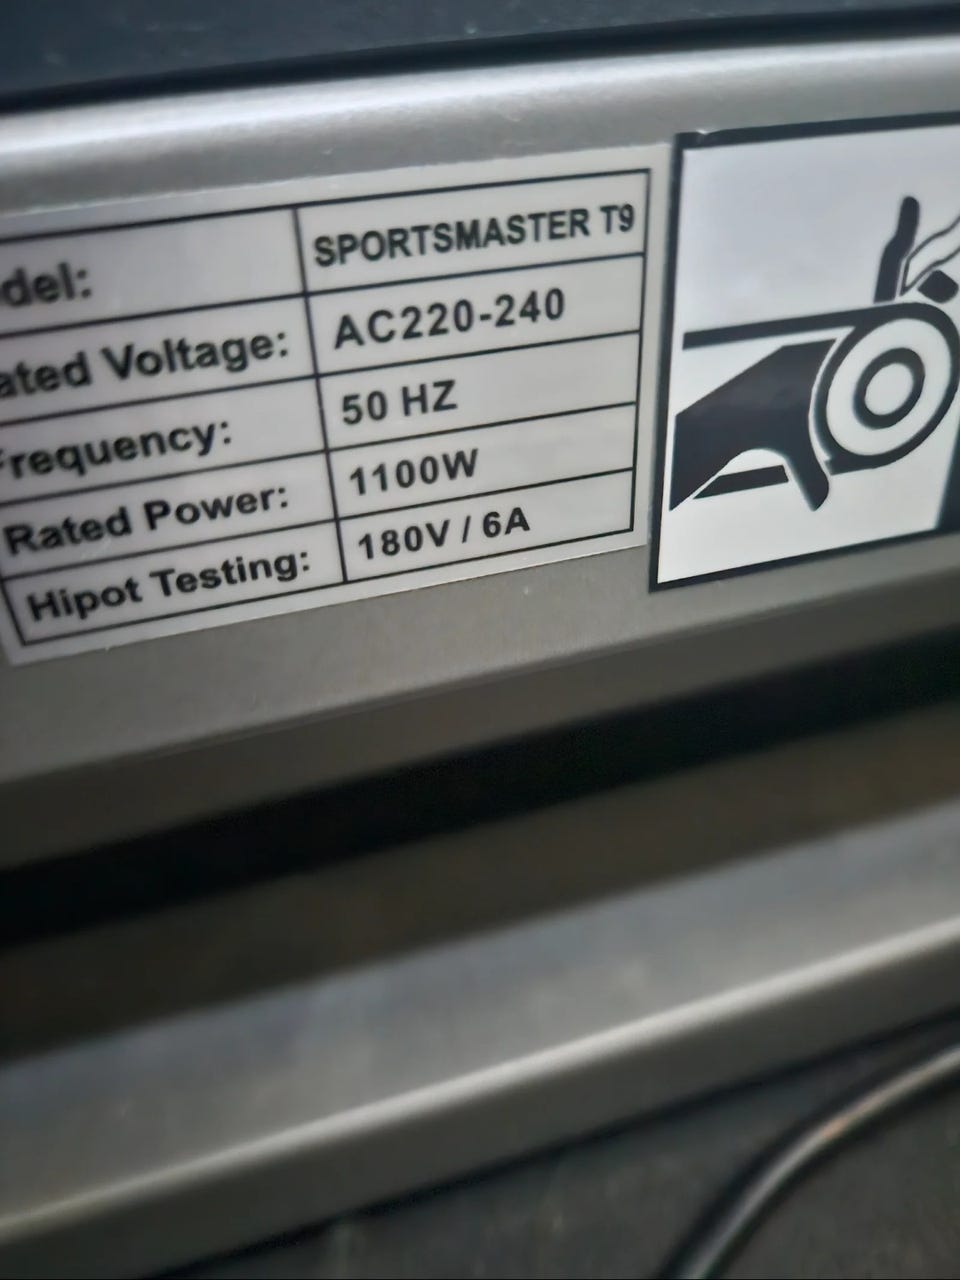 del: SPORTSMASTER T9
ated Voltage: AC220-240
Frequency: 50 HZ
Rated Power: 1100W
Hipot Testing: 180V / 6A